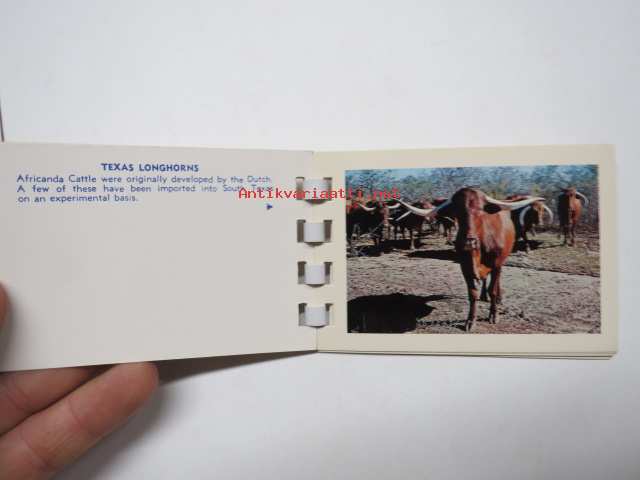 TEXAS LONGHORNS
Africanda Cattle were originally developed by the Dutch.
A few of these have been imported into South Texas
on an experimental basis.
Antikvariaatti.net